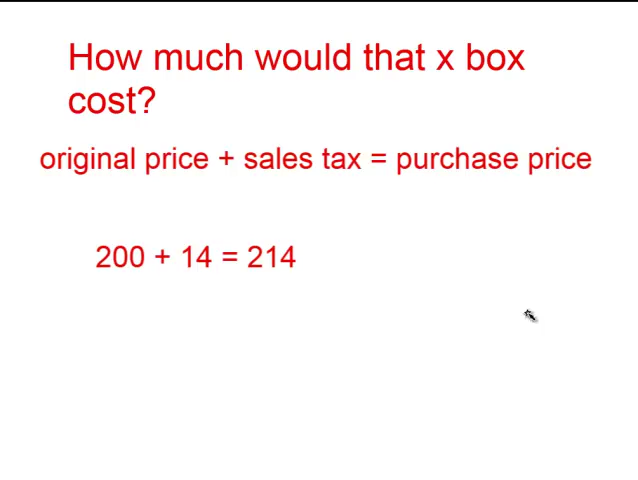 How much would that x box
cost?
original price + sales tax = purchase price
200 + 14 = 214